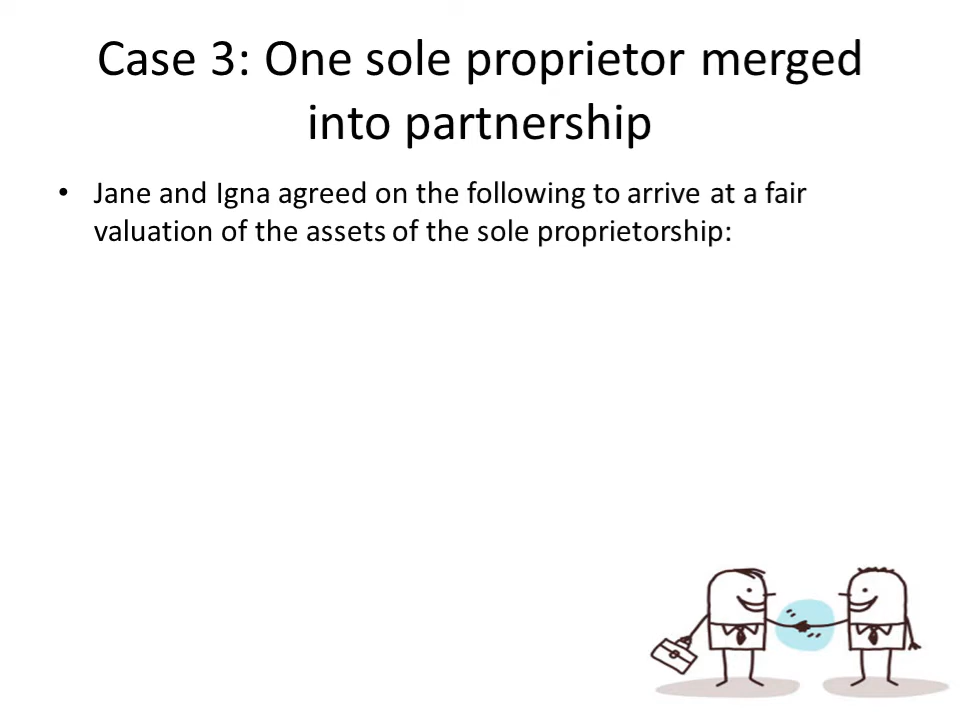 Case 3: One sole proprietor merged
into partnership
• Jane and Igna agreed on the following to arrive at a fair
valuation of the assets of the sole proprietorship: